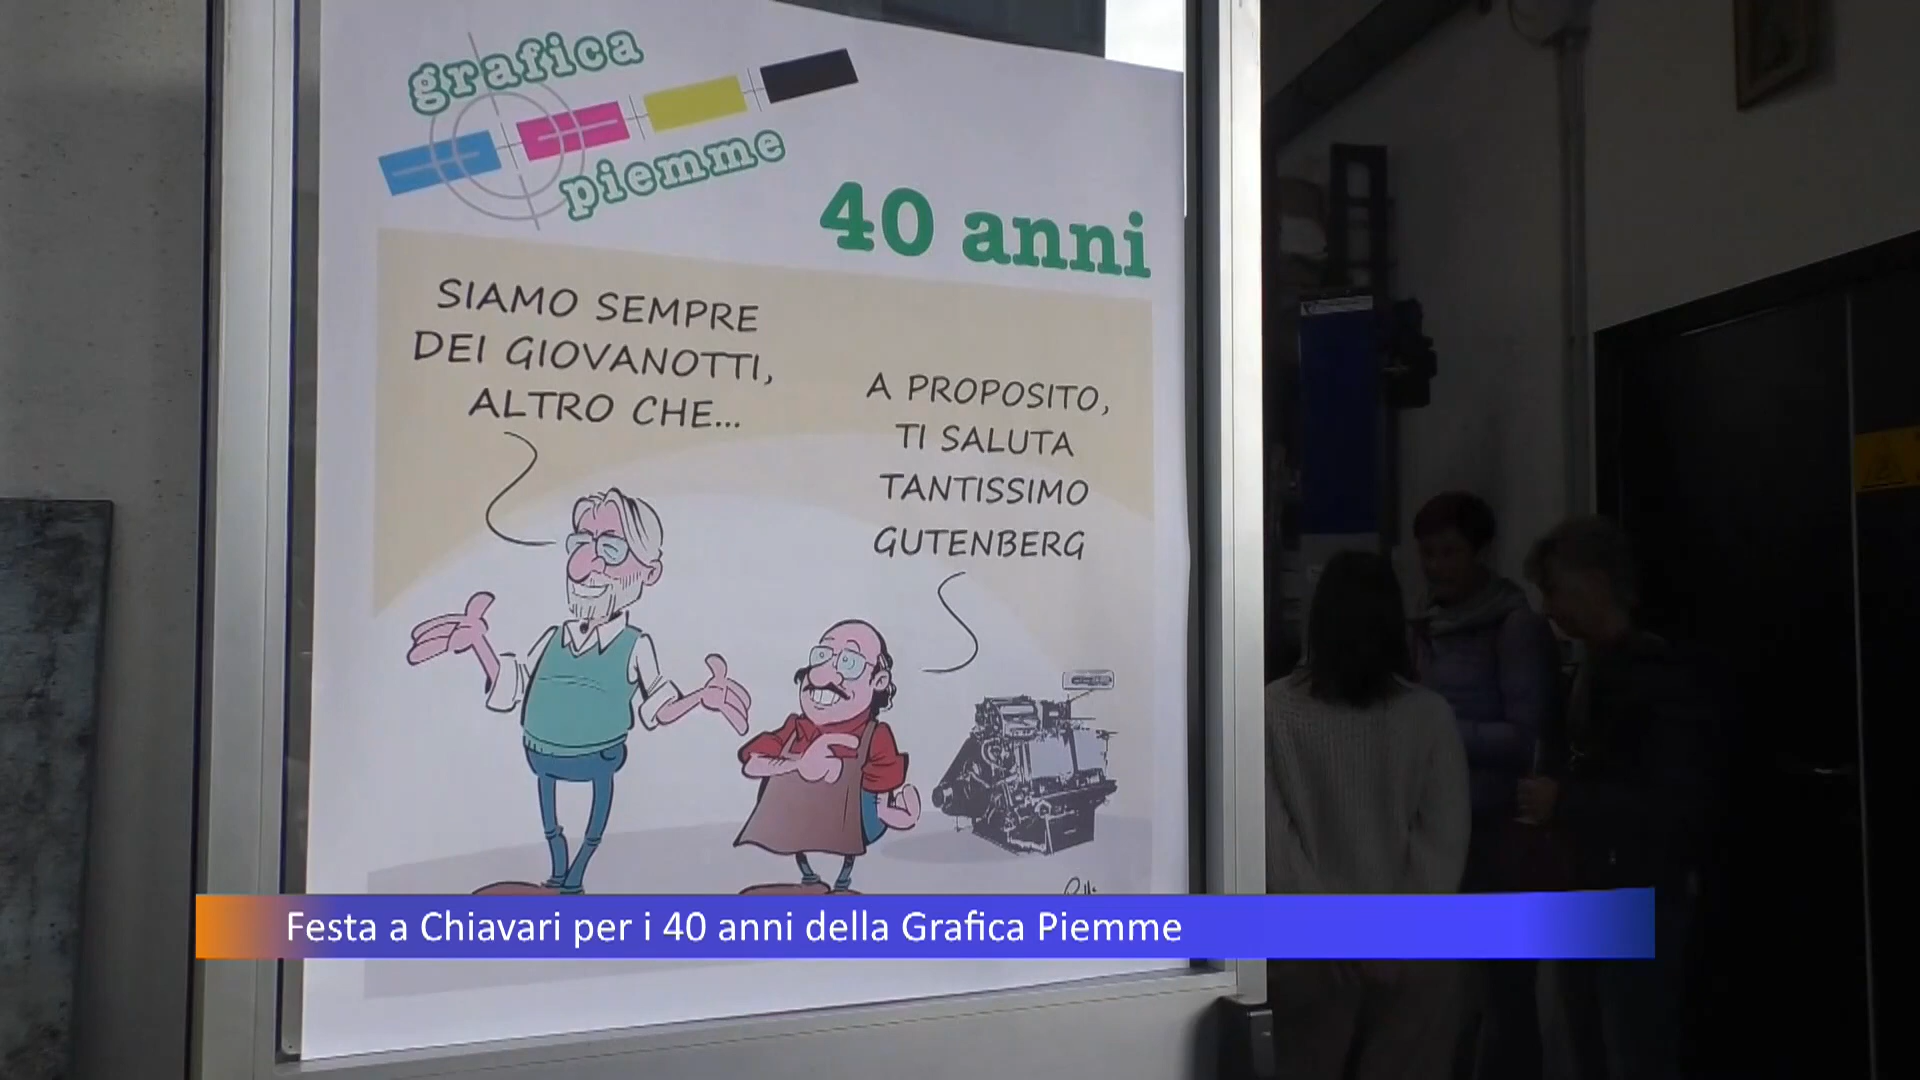 grafica
piemme
40 anni
SIAMO SEMPRE
DEI GIOVANOTTI,
ALTRO CHE...
A PROPOSITO,
TI SALUTA
TANTISSIMO
GUTENBERG
Festa a Chiavari per i 40 anni della Grafica Piemme